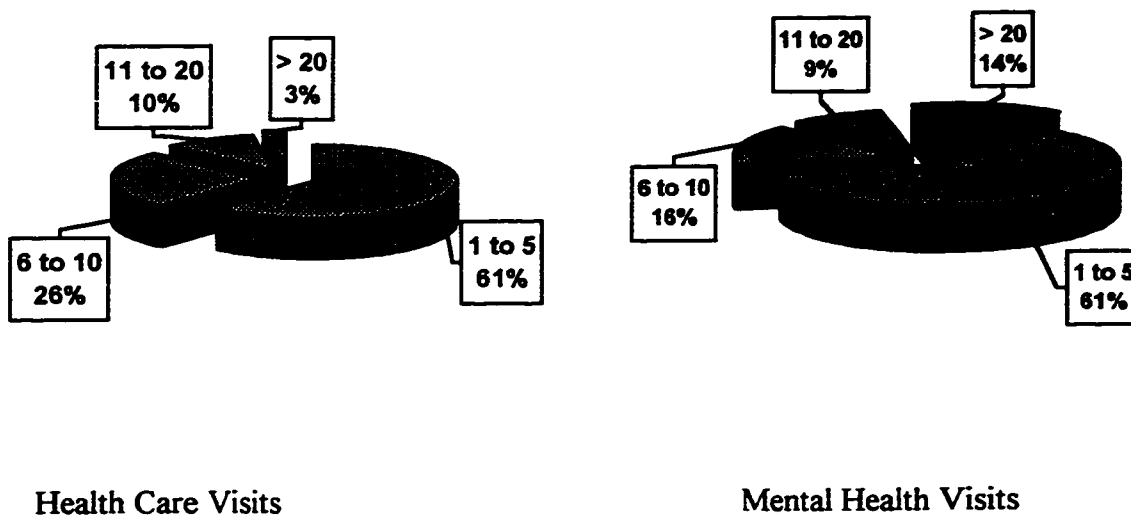 11 to 20
10%
> 20
3%
6 to 10
26%
1 to 5
61%
Health Care Visits
11 to 20
9%
> 20
14%
6 to 10
16%
1 to 5
61%
Mental Health Visits